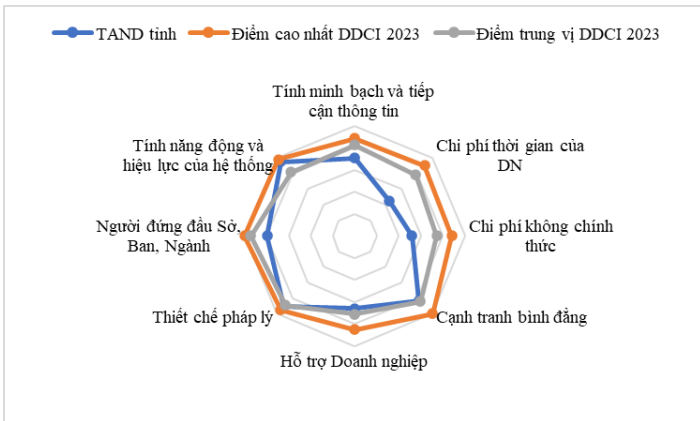 TAND tỉnh
Điểm cao nhất DDCI 2023
Điểm trung vị DDCI 2023
Tính minh bạch và tiếp
cận thông tin
Chi phí thời gian của
DN
Chi phí không chính
thức
Cạnh tranh bình đẳng
Hỗ trợ Doanh nghiệp
Thiết chế pháp lý
Người đứng đầu Sở,
Ban, Ngành
Tính năng động và
hiệu lực của hệ thống